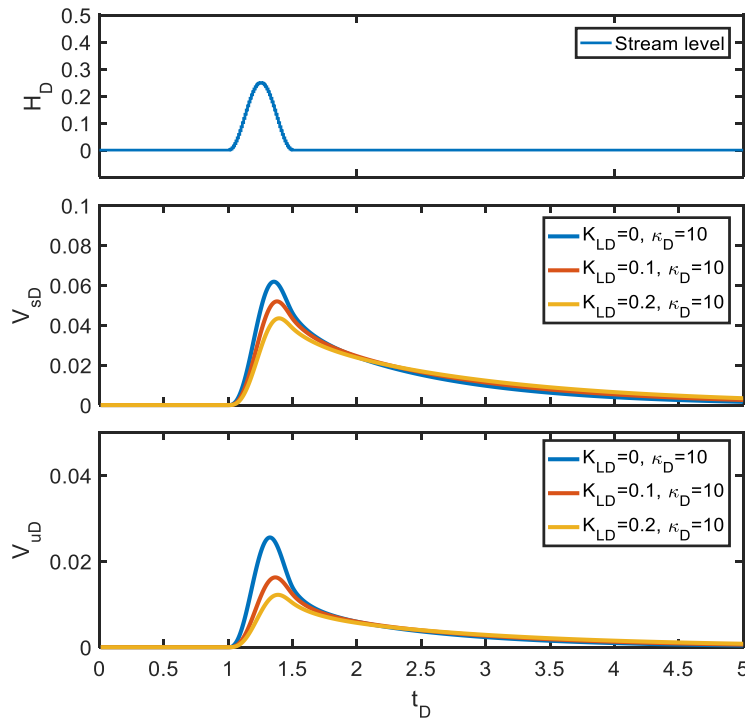 0.5
0.4
0.3
0.2
0.1
0
H_D
Stream level
0.1
0.08
0.06
0.04
0.02
0
V_sD
K_LD=0, κ_D=10
K_LD=0.1, κ_D=10
K_LD=0.2, κ_D=10
0.04
0.02
0
V_uD
K_LD=0, κ_D=10
K_LD=0.1, κ_D=10
K_LD=0.2, κ_D=10
0 0.5 1 1.5 2 2.5 3 3.5 4 4.5 5
t_D